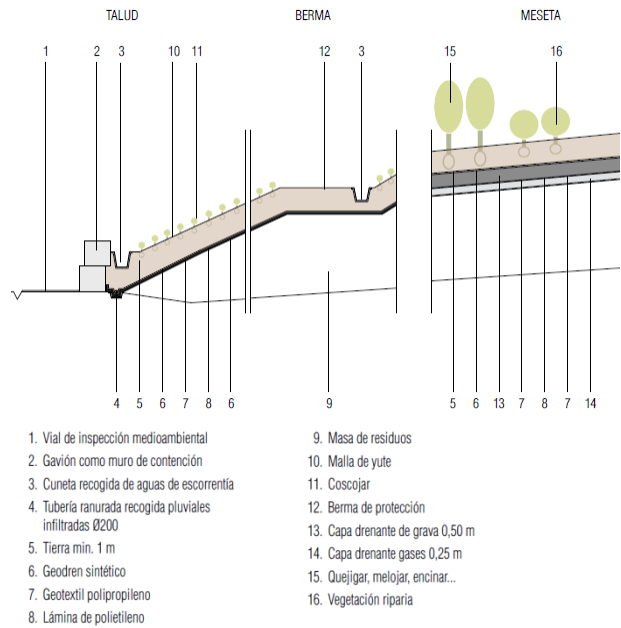 TALUD BERMA MESETA
1 2 3 10 11 12 3 15 16
4 5 6 7 8 6 9 5 6 13 7 8 7 14
1. Vial de inspección medioambiental
2. Gavión como muro de contención
3. Cuneta recogida de aguas de escorrentía
4. Tubería ranurada recogida pluviales
infiltradas Ø200
5. Tierra min. 1 m
6. Geodren sintético
7. Geotextil polipropileno
8. Lámina de polietileno
9. Masa de residuos
10. Malla de yute
11. Coscojar
12. Berma de protección
13. Capa drenante de grava 0,50 m
14. Capa drenante gases 0,25 m
15. Quejigar, melojar, encinar...
16. Vegetación riparia